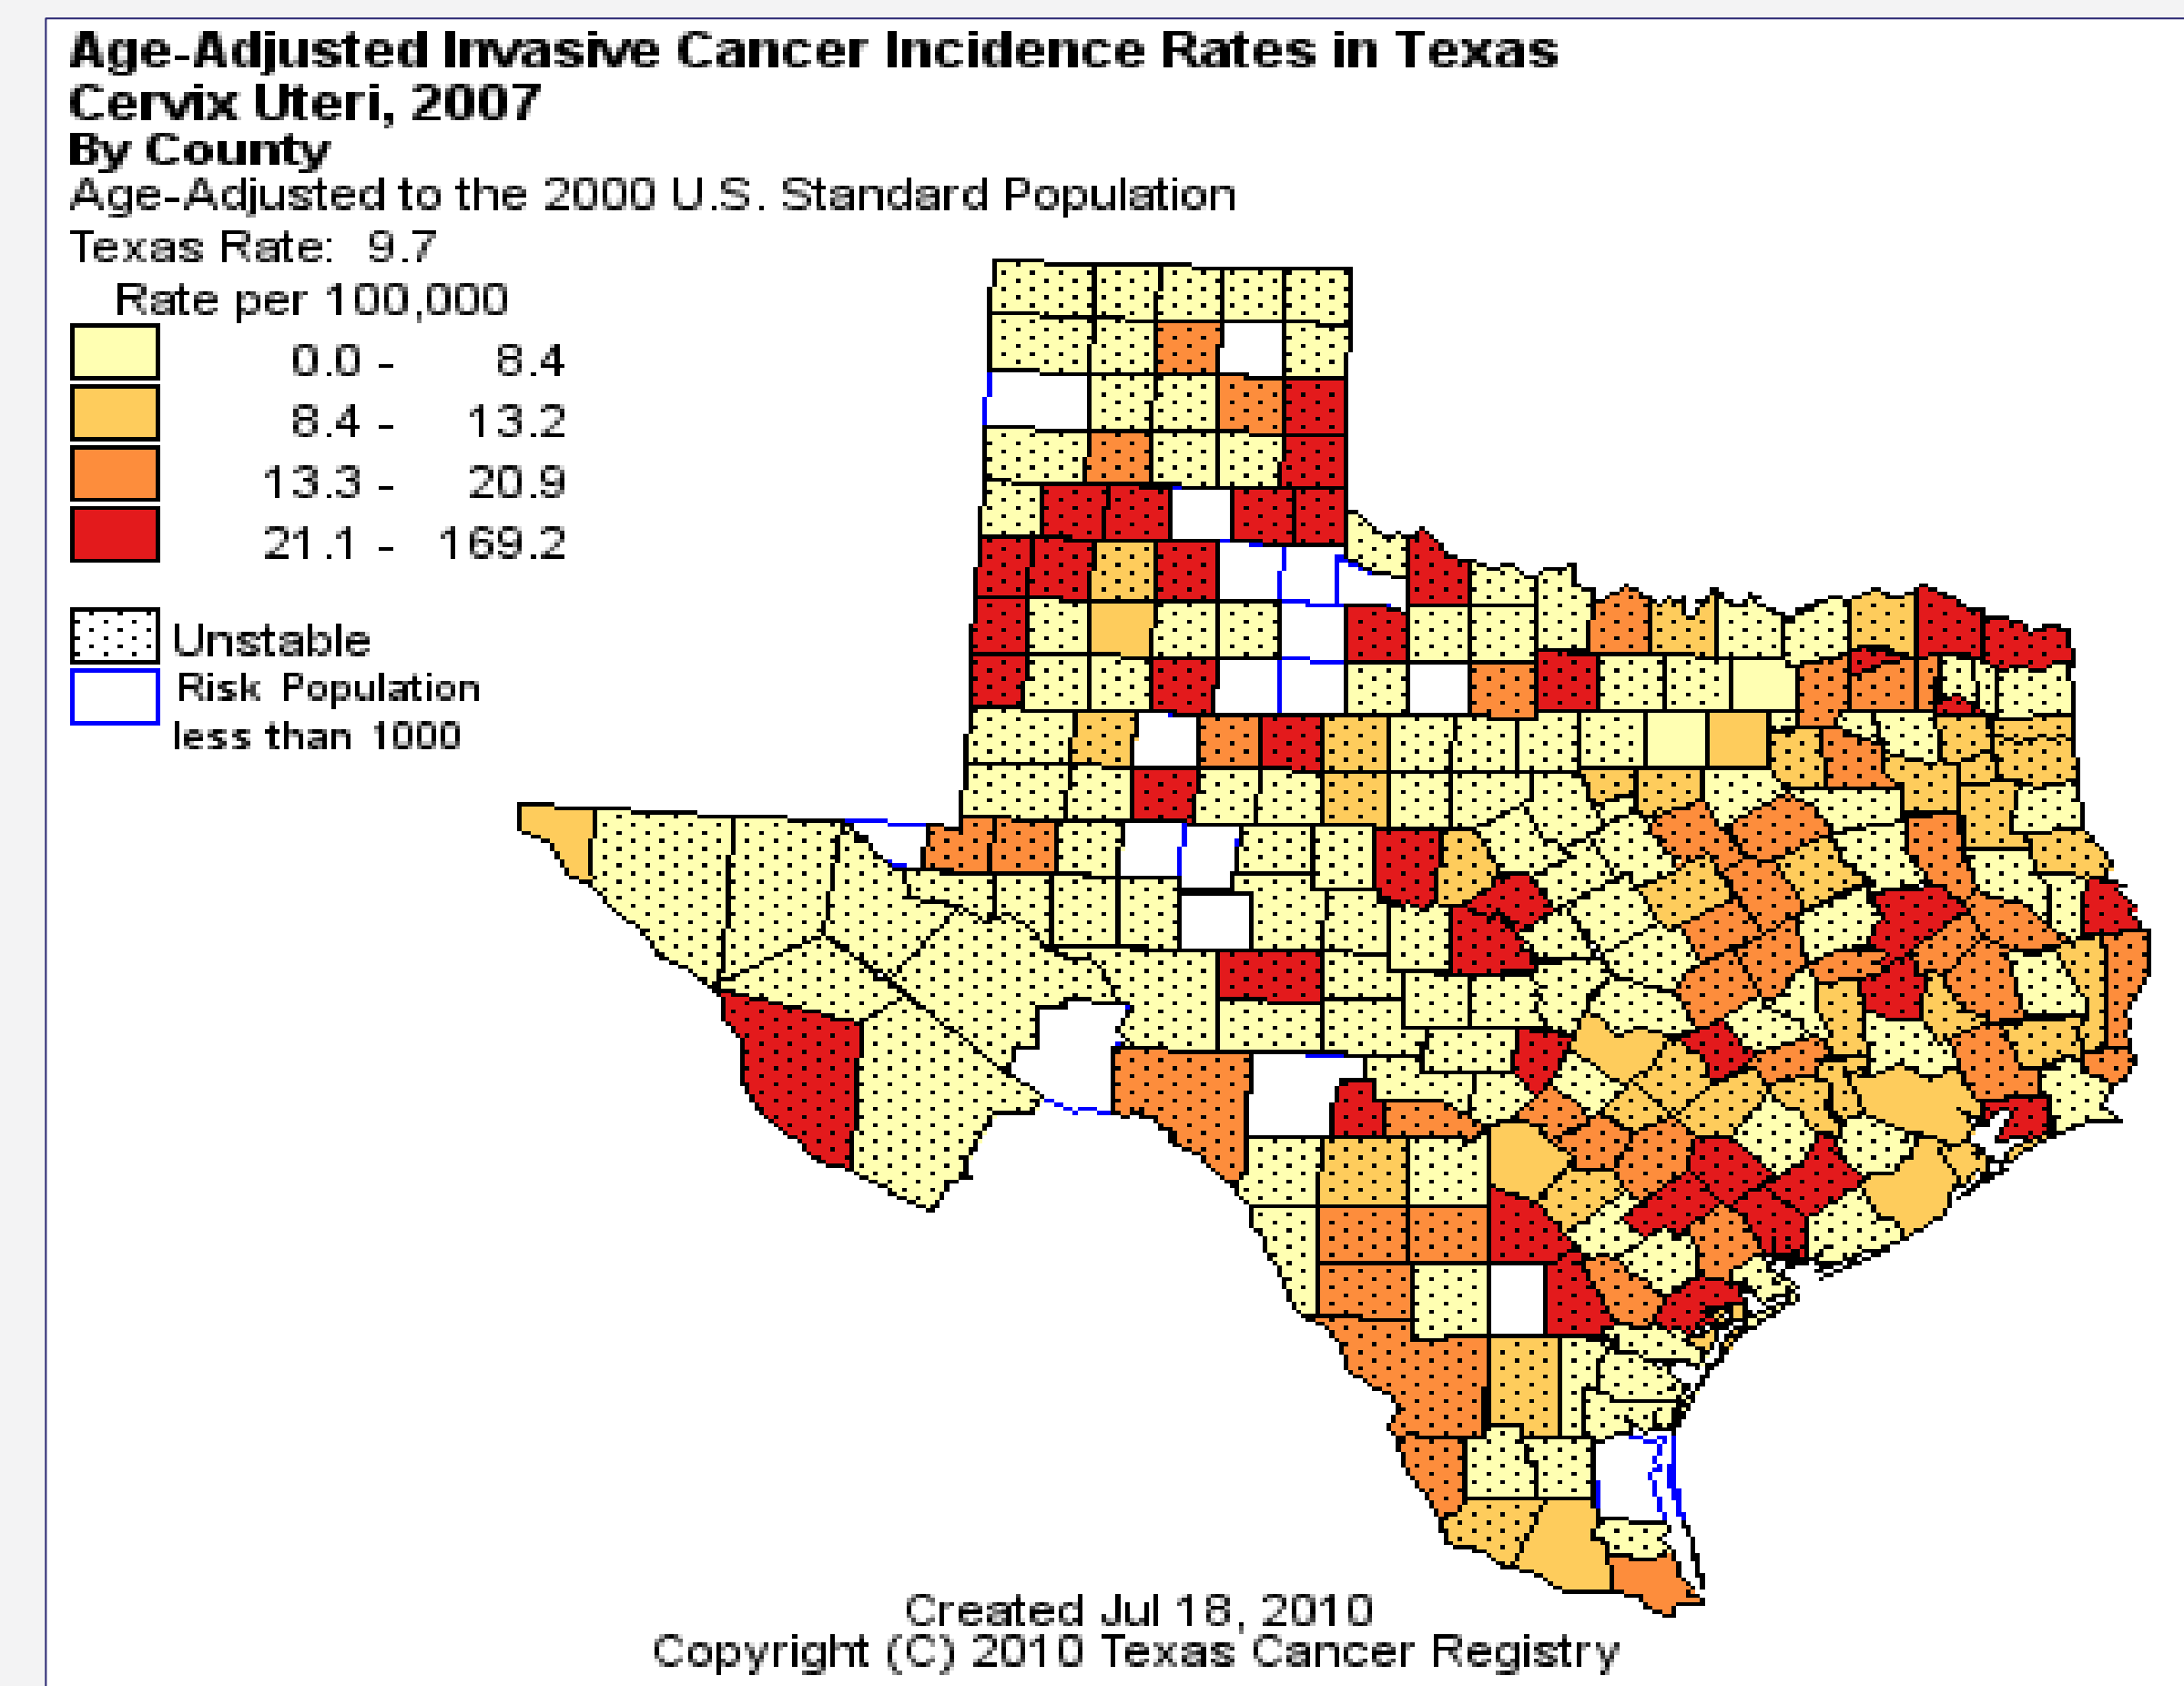 Age-Adjusted Invasive Cancer Incidence Rates in Texas
Cervix Uteri, 2007
By County
Age-Adjusted to the 2000 U.S. Standard Population
Texas Rate: 9.7
Rate per 100,000
0.0 - 8.4
8.4 - 13.2
13.3 - 20.9
21.1 - 169.2
Unstable
Risk Population
less than 1000
Created Jul 18, 2010
Copyright (C) 2010 Texas Cancer Registry